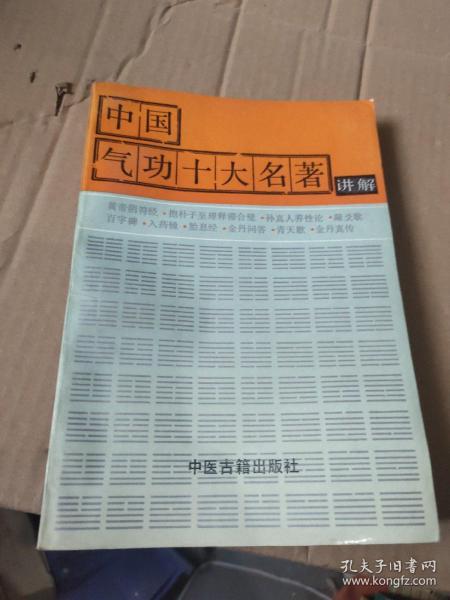 中国
气功十大名著
讲解
黄帝阴符经·抱朴子至理释滞合璧·孙真人养性论·敲爻歌
百字碑·入药镜·胎息经·金丹问答·青天歌·金丹真传
中医古籍出版社
孔夫子旧书网
www.kongfz.com